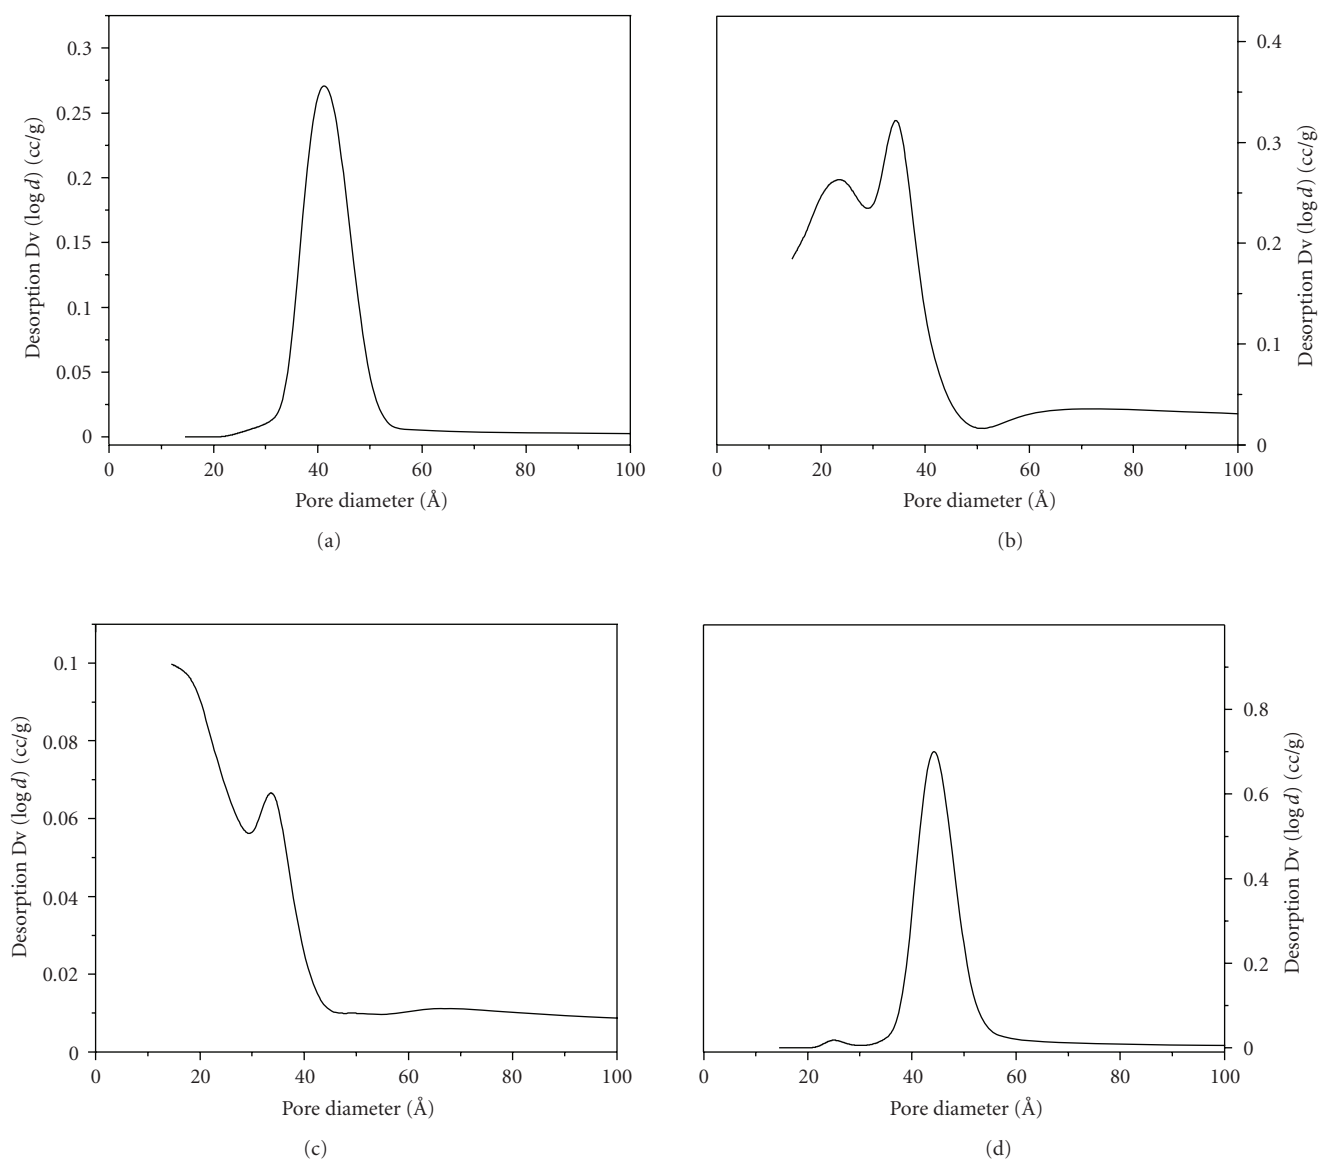 Desorption Dv (log d) (cc/g)
0.3
0.25
0.2
0.15
0.1
0.05
0
0 20 40 60 80 100
Pore diameter (Å)
(a)
0.4
0.3
0.2
0.1
0
Desorption Dv (log d) (cc/g)
0 20 40 60 80 100
Pore diameter (Å)
(b)
Desorption Dv (log d) (cc/g)
0.1
0.08
0.06
0.04
0.02
0
0 20 40 60 80 100
Pore diameter (Å)
(c)
0.8
0.6
0.4
0.2
0
Desorption Dv (log d) (cc/g)
0 20 40 60 80 100
Pore diameter (Å)
(d)